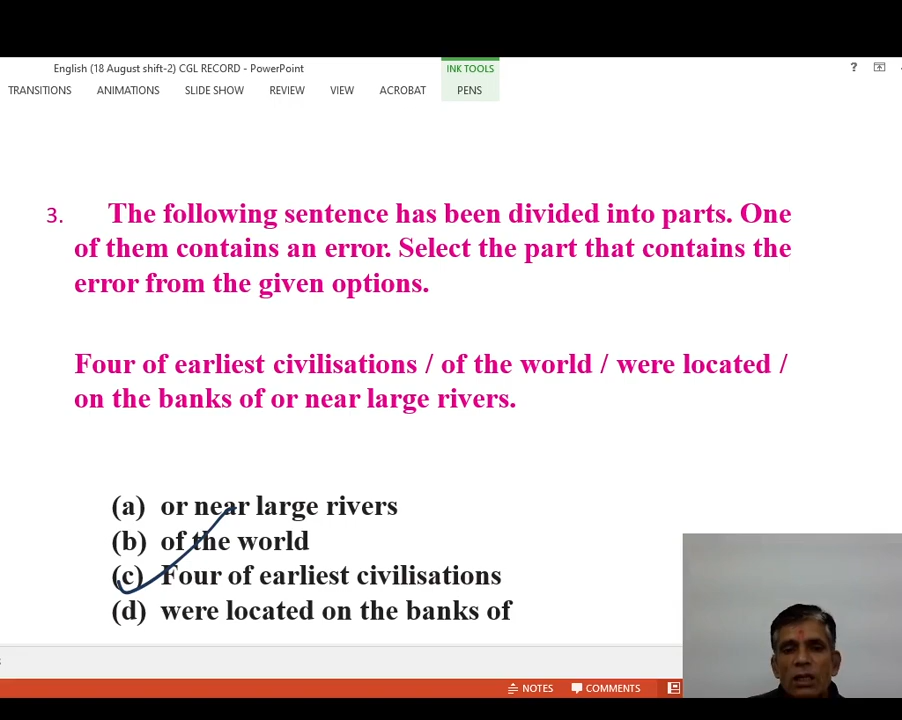 English (18 August shift-2) CGL RECORD - PowerPoint
INK TOOLS
?
TRANSITIONS ANIMATIONS SLIDE SHOW REVIEW VIEW ACROBAT PENS
3. The following sentence has been divided into parts. One
of them contains an error. Select the part that contains the
error from the given options.
Four of earliest civilisations / of the world / were located /
on the banks of or near large rivers.
(a) or near large rivers
(b) of the world
(c) Four of earliest civilisations
(d) were located on the banks of
NOTES COMMENTS